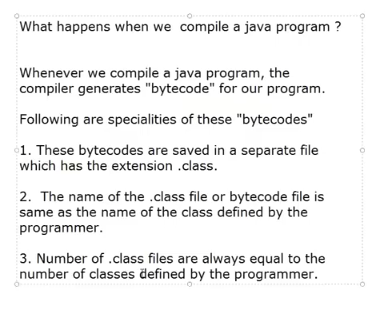 What happens when we  compile a java program ?
Whenever we compile a java program, the
compiler generates "bytecode" for our program.
Following are specialities of these "bytecodes"
1. These bytecodes are saved in a separate file
which has the extension .class.
2.  The name of the .class file or bytecode file is
same as the name of the class defined by the
programmer.
3. Number of .class files are always equal to the
number of classes defined by the programmer.